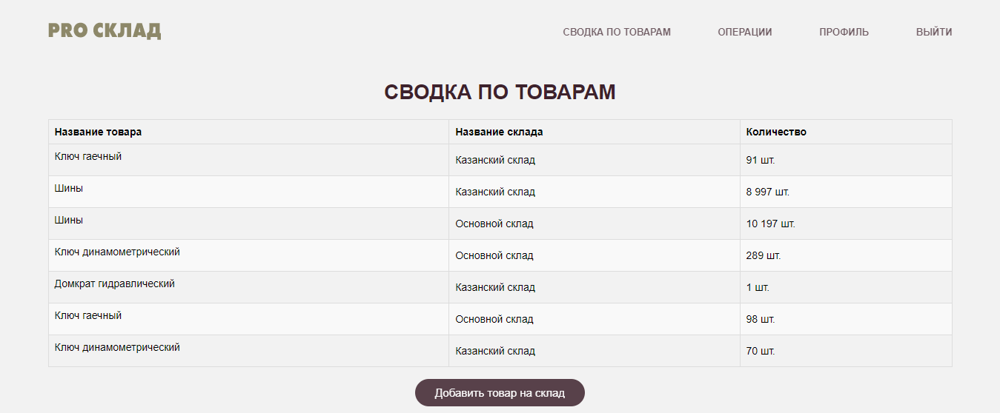 PRO СКЛАД
СВОДКА ПО ТОВАРАМ ОПЕРАЦИИ ПРОФИЛЬ ВЫЙТИ
СВОДКА ПО ТОВАРАМ
Название товара Название склада Количество
Ключ гаечный Казанский склад 91 шт.
Шины Казанский склад 8 997 шт.
Шины Основной склад 10 197 шт.
Ключ динамометрический Основной склад 289 шт.
Домкрат гидравлический Казанский склад 1 шт.
Ключ гаечный Основной склад 98 шт.
Ключ динамометрический Казанский склад 70 шт.
Добавить товар на склад